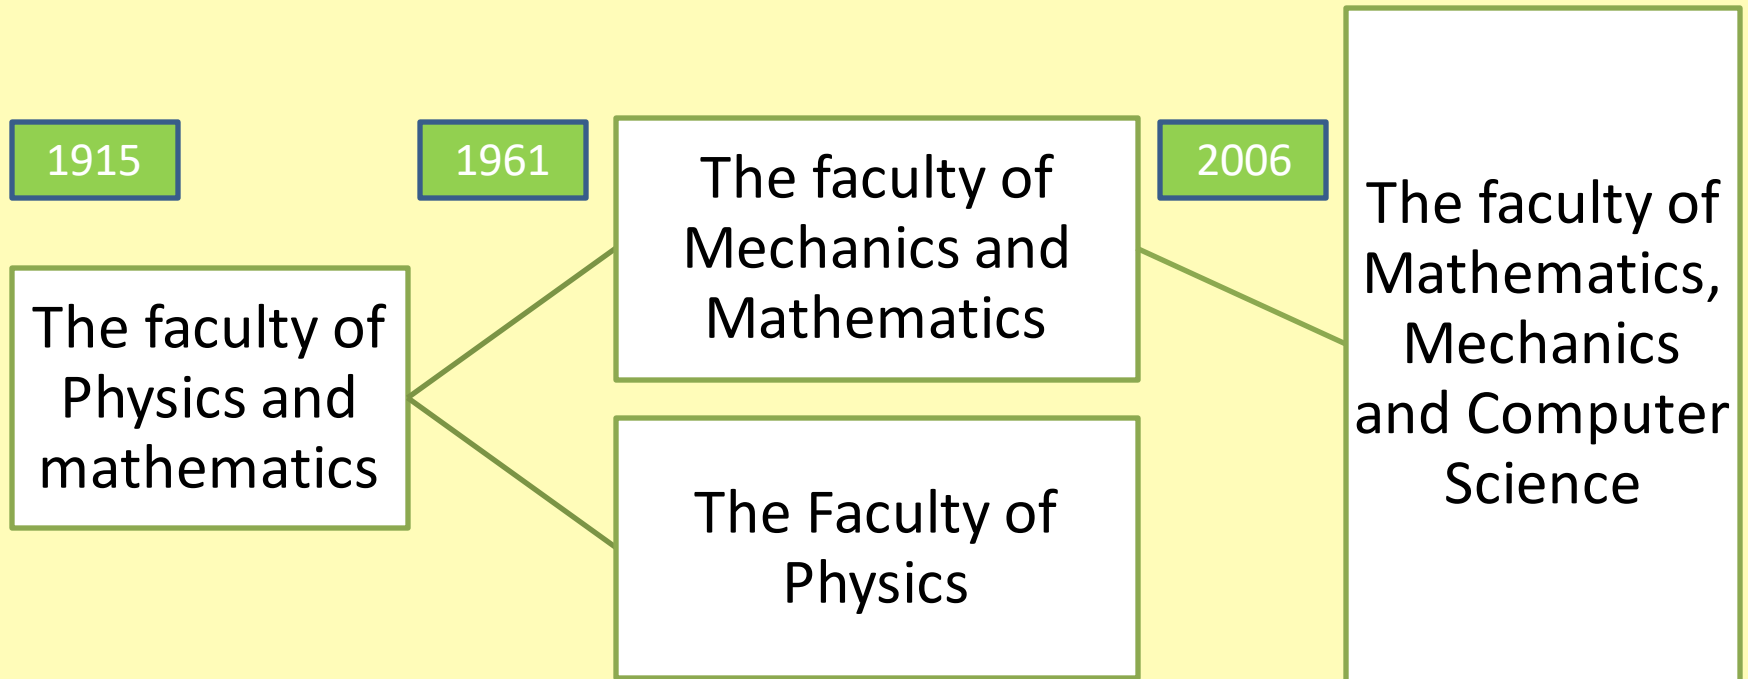 1915
The faculty of
Physics and
mathematics
1961
The faculty of
Mechanics and
Mathematics
The Faculty of
Physics
2006
The faculty of
Mathematics,
Mechanics
and Computer
Science